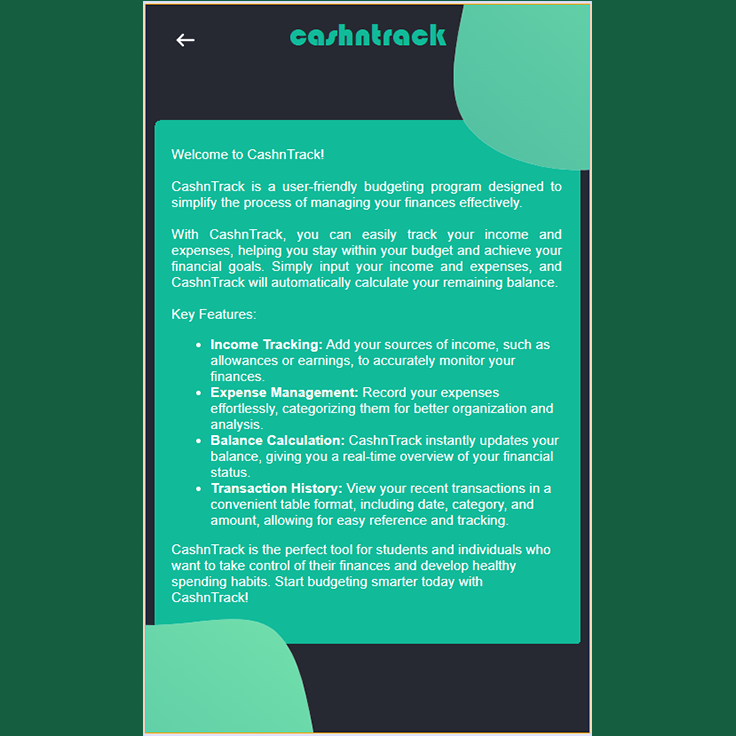 cashntrack
Welcome to CashnTrack!
CashnTrack is a user-friendly budgeting program designed to
simplify the process of managing your finances effectively.
With CashnTrack, you can easily track your income and
expenses, helping you stay within your budget and achieve your
financial goals. Simply input your income and expenses, and
CashnTrack will automatically calculate your remaining balance.
Key Features:
• Income Tracking: Add your sources of income, such as
allowances or earnings, to accurately monitor your
finances.
• Expense Management: Record your expenses
effortlessly, categorizing them for better organization and
analysis.
• Balance Calculation: CashnTrack instantly updates your
balance, giving you a real-time overview of your financial
status.
• Transaction History: View your recent transactions in a
convenient table format, including date, category, and
amount, allowing for easy reference and tracking.
CashnTrack is the perfect tool for students and individuals who
want to take control of their finances and develop healthy
spending habits. Start budgeting smarter today with
CashnTrack!